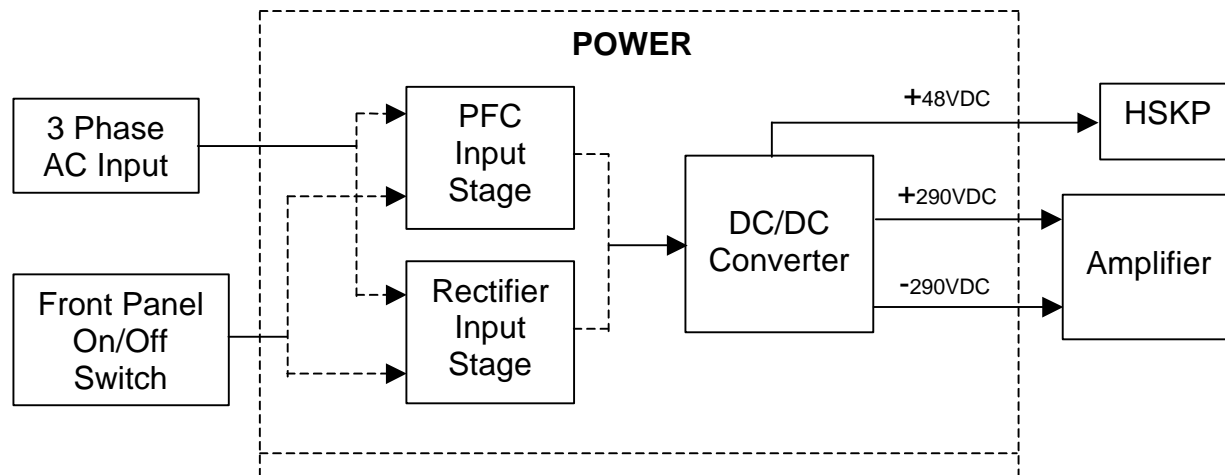 POWER
3 Phase
AC Input
Front Panel
On/Off
Switch
PFC
Input
Stage
Rectifier
Input
Stage
DC/DC
Converter
+48VDC
+290VDC
-290VDC
HSKP
Amplifier